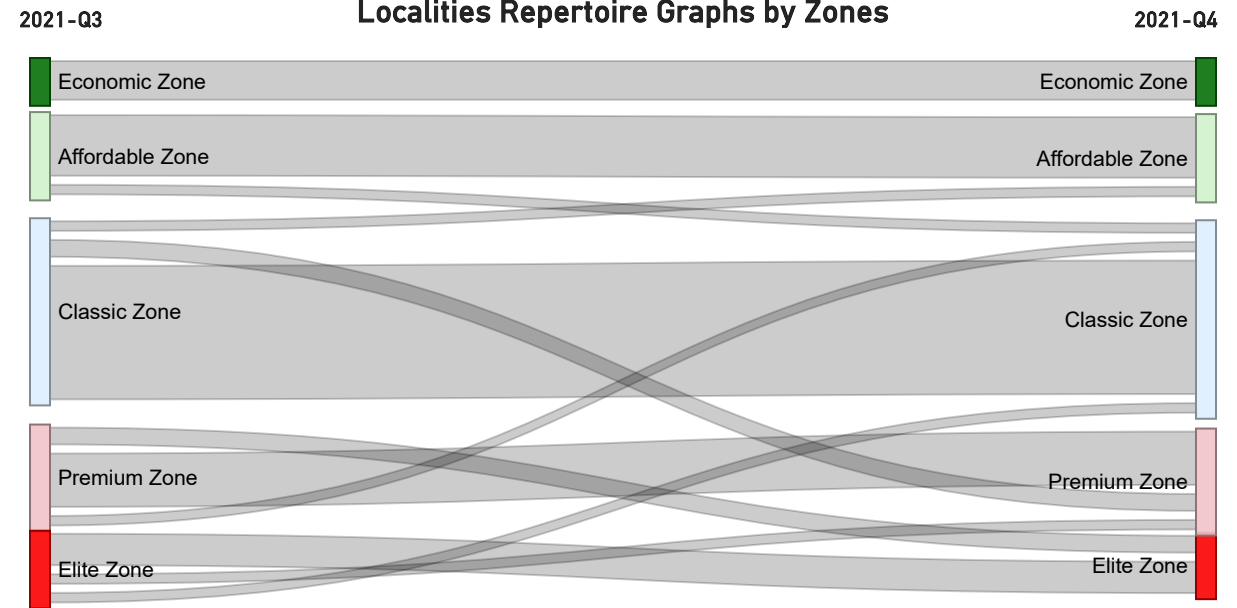 Localities Repertoire Graphs by Zones
2021-Q3
2021-Q4
Economic Zone
Economic Zone
Affordable Zone
Affordable Zone
Classic Zone
Classic Zone
Premium Zone
Premium Zone
Elite Zone
Elite Zone